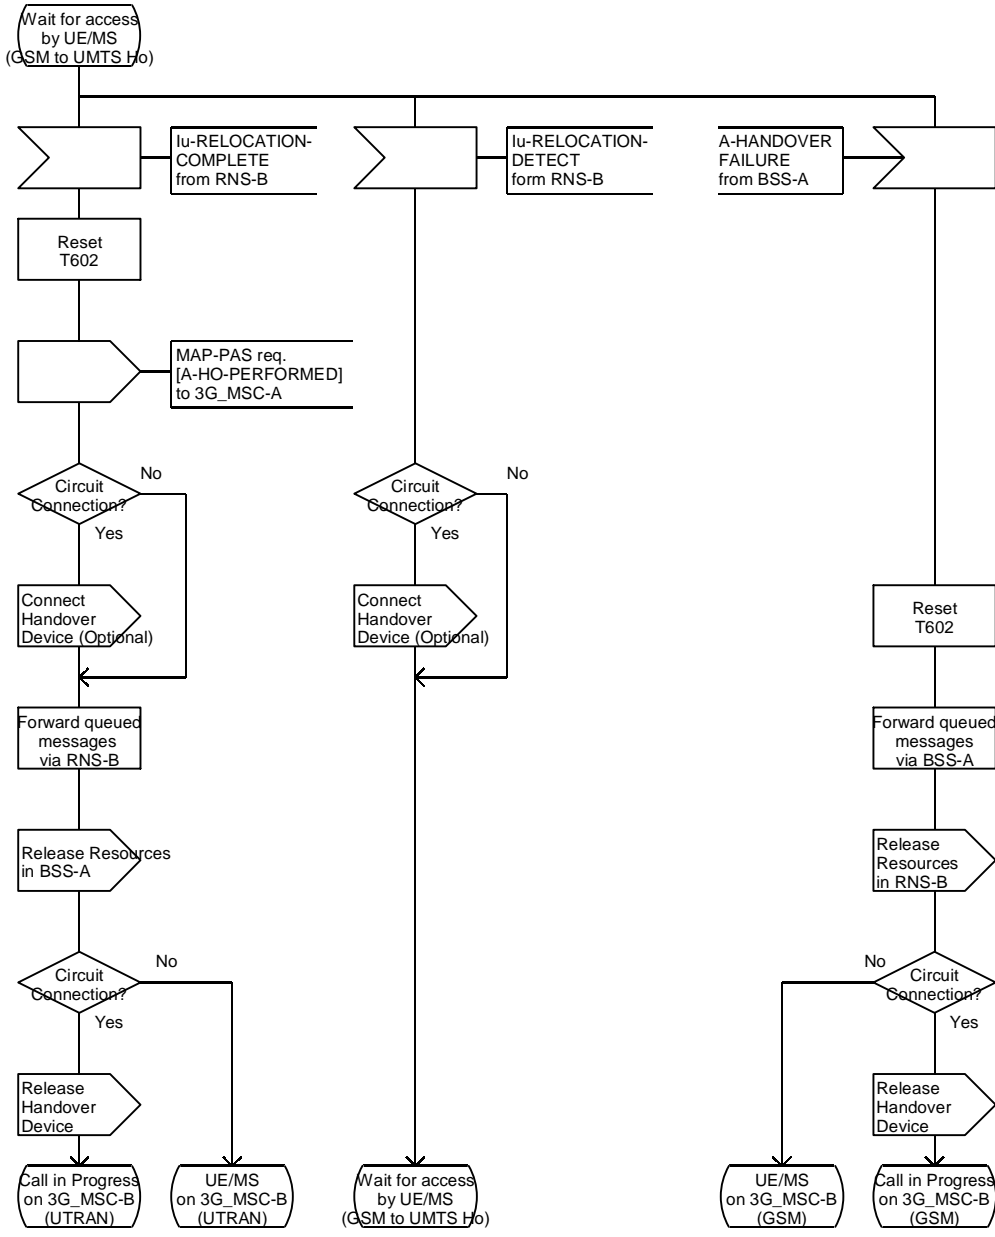 Wait for access
by UE/MS
(GSM to UMTS Ho)
Iu-RELOCATION-
COMPLETE
from RNS-B
Iu-RELOCATION-
DETECT
form RNS-B
A-HANDOVER
FAILURE
from BSS-A
Reset
T602
MAP-PAS req.
[A-HO-PERFORMED]
to 3G_MSC-A
Circuit
Connection?
No
Yes
Circuit
Connection?
No
Yes
Connect
Handover
Device (Optional)
Connect
Handover
Device (Optional)
Reset
T602
Forward queued
messages
via RNS-B
Forward queued
messages
via BSS-A
Release Resources
in BSS-A
Release
Resources
in RNS-B
Circuit
Connection?
No
Yes
No
Circuit
Connection?
Yes
Release
Handover
Device
Release
Handover
Device
Call in Progress
on 3G_MSC-B
(UTRAN)
UE/MS
on 3G_MSC-B
(UTRAN)
Wait for access
by UE/MS
(GSM to UMTS Ho)
UE/MS
on 3G_MSC-B
(GSM)
Call in Progress
on 3G_MSC-B
(GSM)